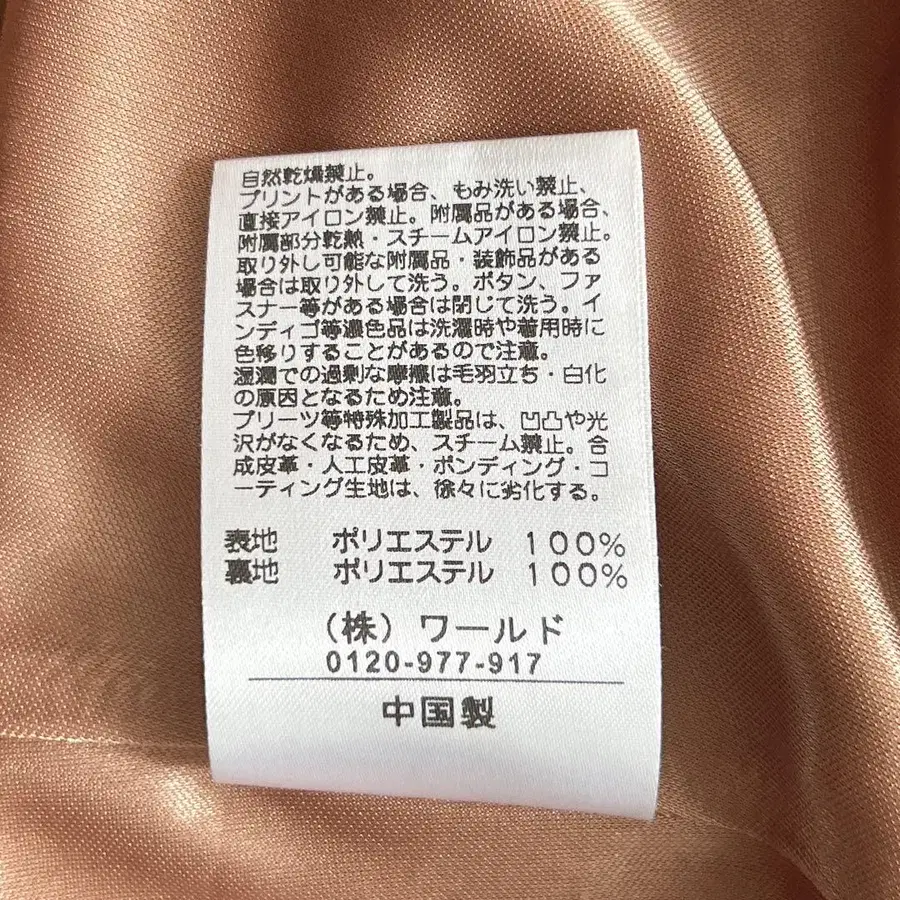 自然乾燥禁止。
プリントがある場合、もみ洗い禁止、
直接アイロン禁止。附属品がある場合、
附属部分乾熱・スチームアイロン禁止。
取り外し可能な附属品・装飾品がある
場合は取り外して洗う。ボタン、ファ
スナー等がある場合は閉じて洗う。イ
ンディゴ等濃色品は洗濯時や着用時に
色移りすることがあるので注意。
湿潤での過剰な摩擦は毛羽立ち・白化
の原因となるため注意。
プリーツ等特殊加工製品は、凹凸や光
沢がなくなるため、スチーム禁止。合
成皮革・人工皮革・ボンディング・コ
ーティング生地は、徐々に劣化する。
表地 ポリエステル 100%
裏地 ポリエステル 100%
(株)ワールド
0120-977-917
中国製